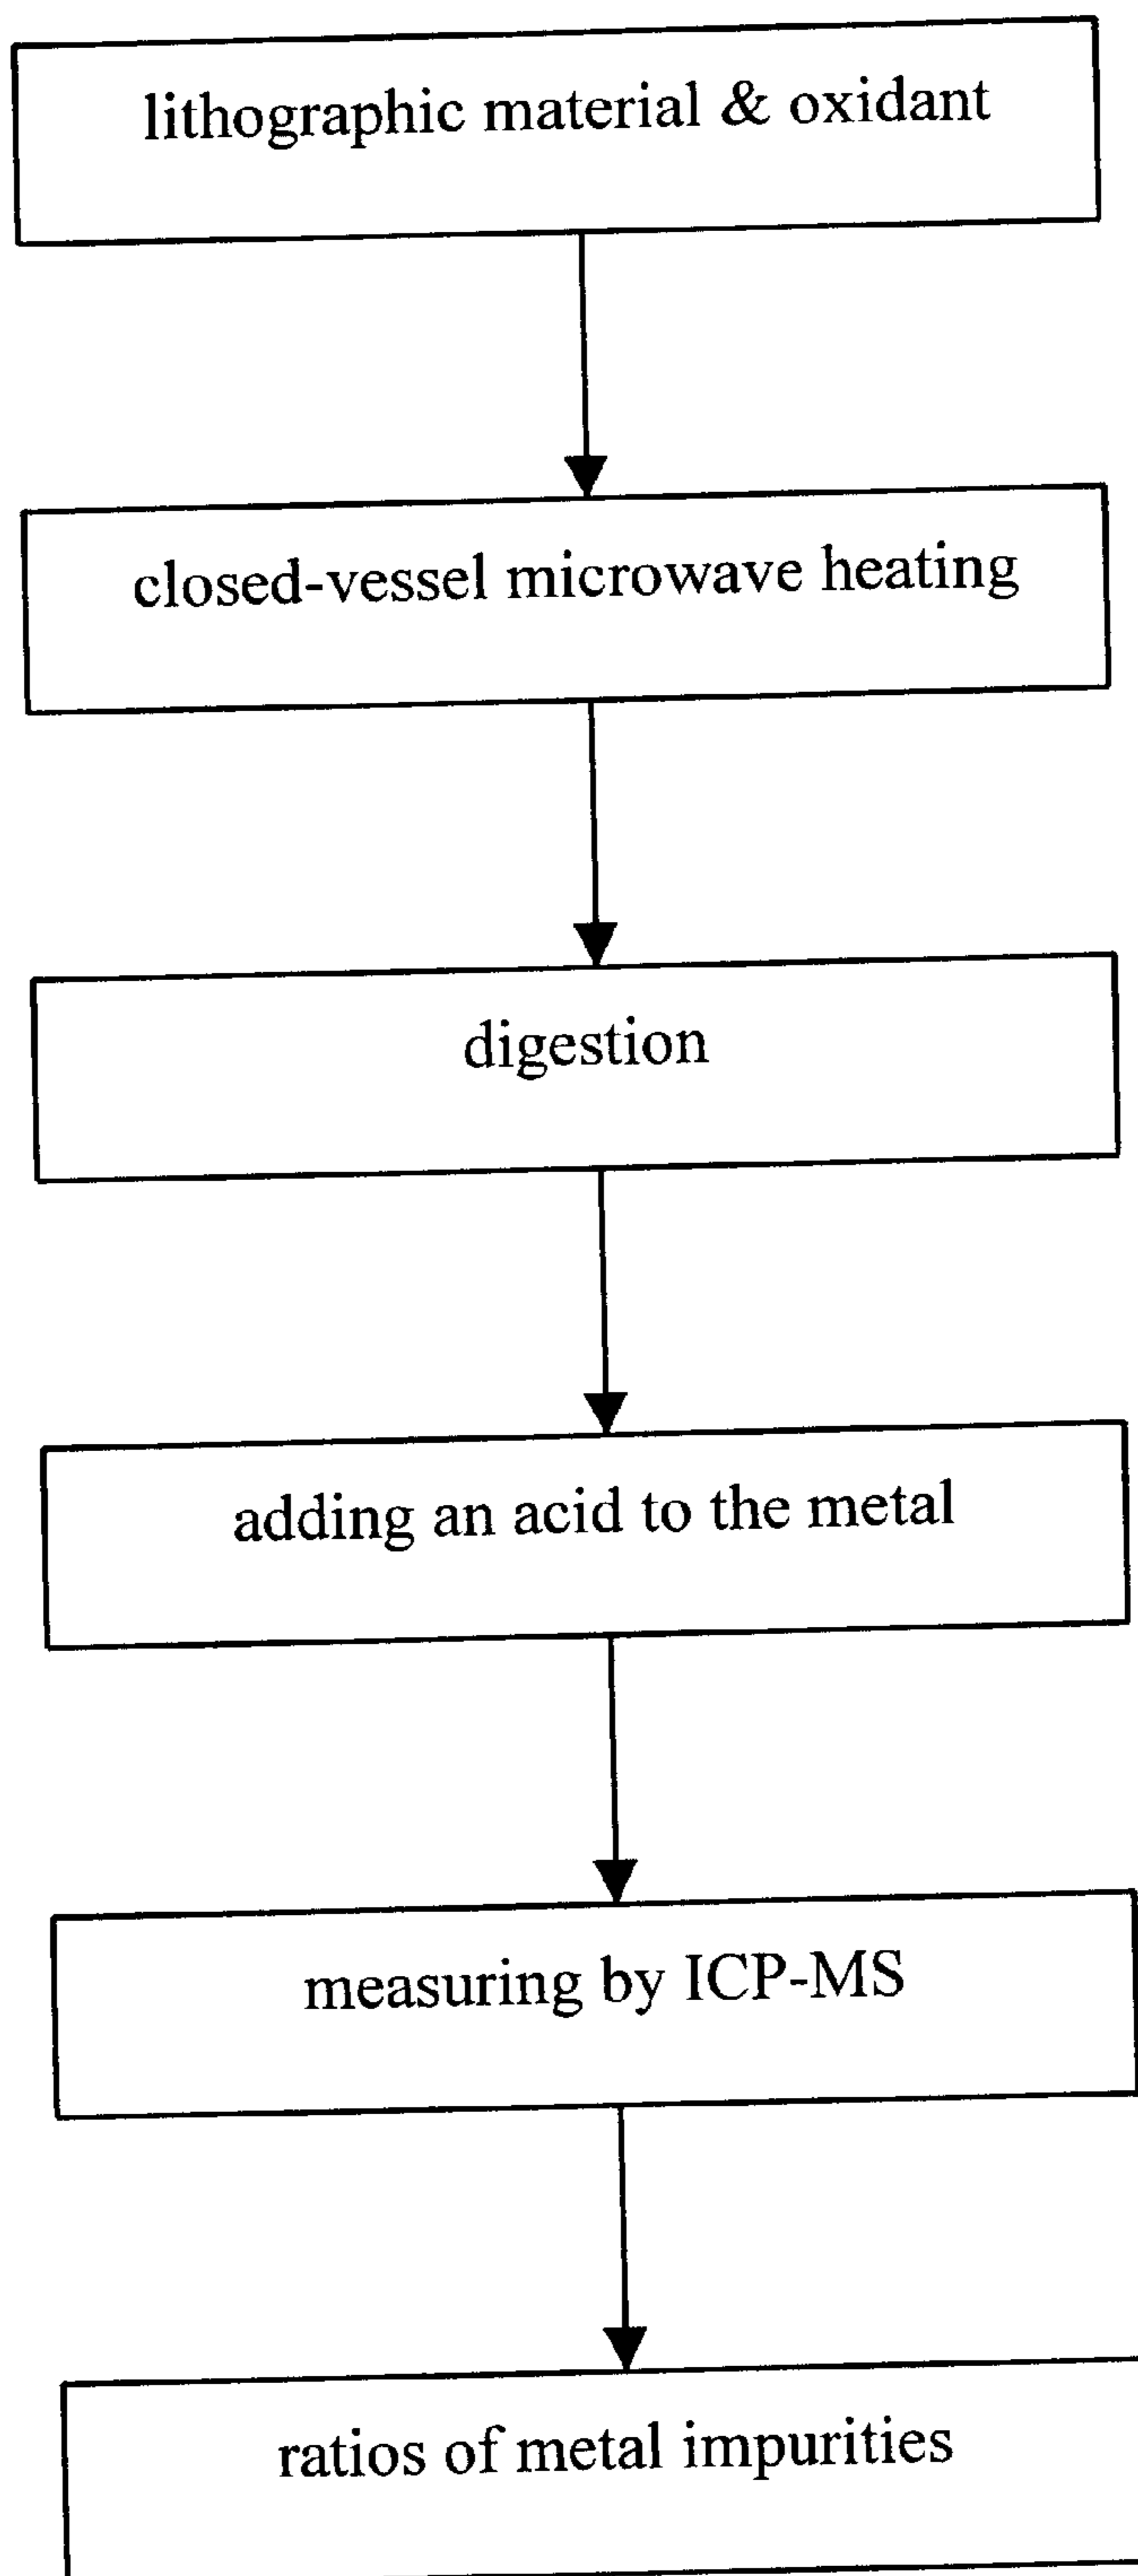 lithographic material & oxidant
closed-vessel microwave heating
digestion
adding an acid to the metal
measuring by ICP-MS
ratios of metal impurities